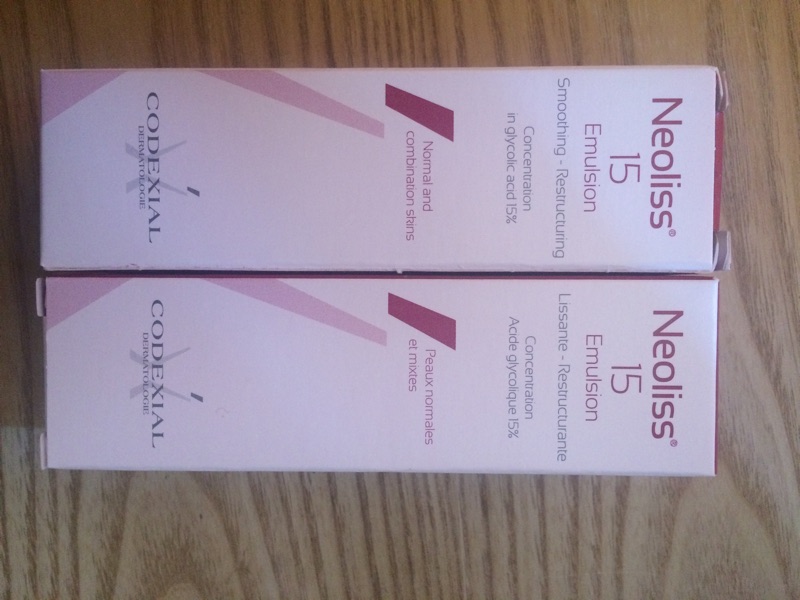 Neoliss®
15
Emulsion
Smoothing - Restructuring
Concentration
in glycolic acid 15%
Normal and
combination skins
CODEXIAL
DERMATOLOGIE
Neoliss®
15
Emulsion
Lissante - Restructurante
Concentration
Acide glycolique 15%
Peaux normales
et mixtes
CODEXIAL
DERMATOLOGIE